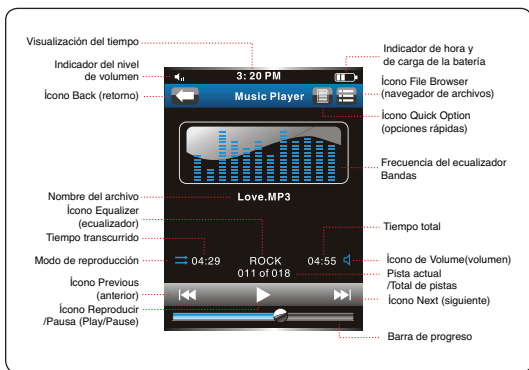 Visualización del tiempo
Indicador del nivel
de volumen
Ícono Back (retorno)
Indicador de hora y
de carga de la batería
Ícono File Browser
(navegador de archivos)
Ícono Quick Option
(opciones rápidas)
3: 20 PM
Music Player
Frecuencia del ecualizador
Bandas
Nombre del archivo
Love.MP3
Ícono Equalizer
(ecualizador)
Tiempo transcurrido
Tiempo total
Modo de reproducción
04:29
ROCK
04:55
011 of 018
Ícono de Volume(volumen)
Pista actual
/Total de pistas
Ícono Previous
(anterior)
Ícono Next (siguiente)
Ícono Reproducir
/Pausa (Play/Pause)
Barra de progreso